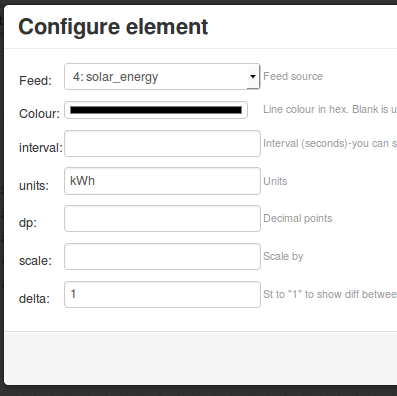 Configure element
Feed: 4: solar_energy Feed source
Colour: Line colour in hex. Blank is u
interval: Interval (seconds)-you can s
units: kWh Units
dp: Decimal points
scale: Scale by
delta: 1 St to "1" to show diff betwee